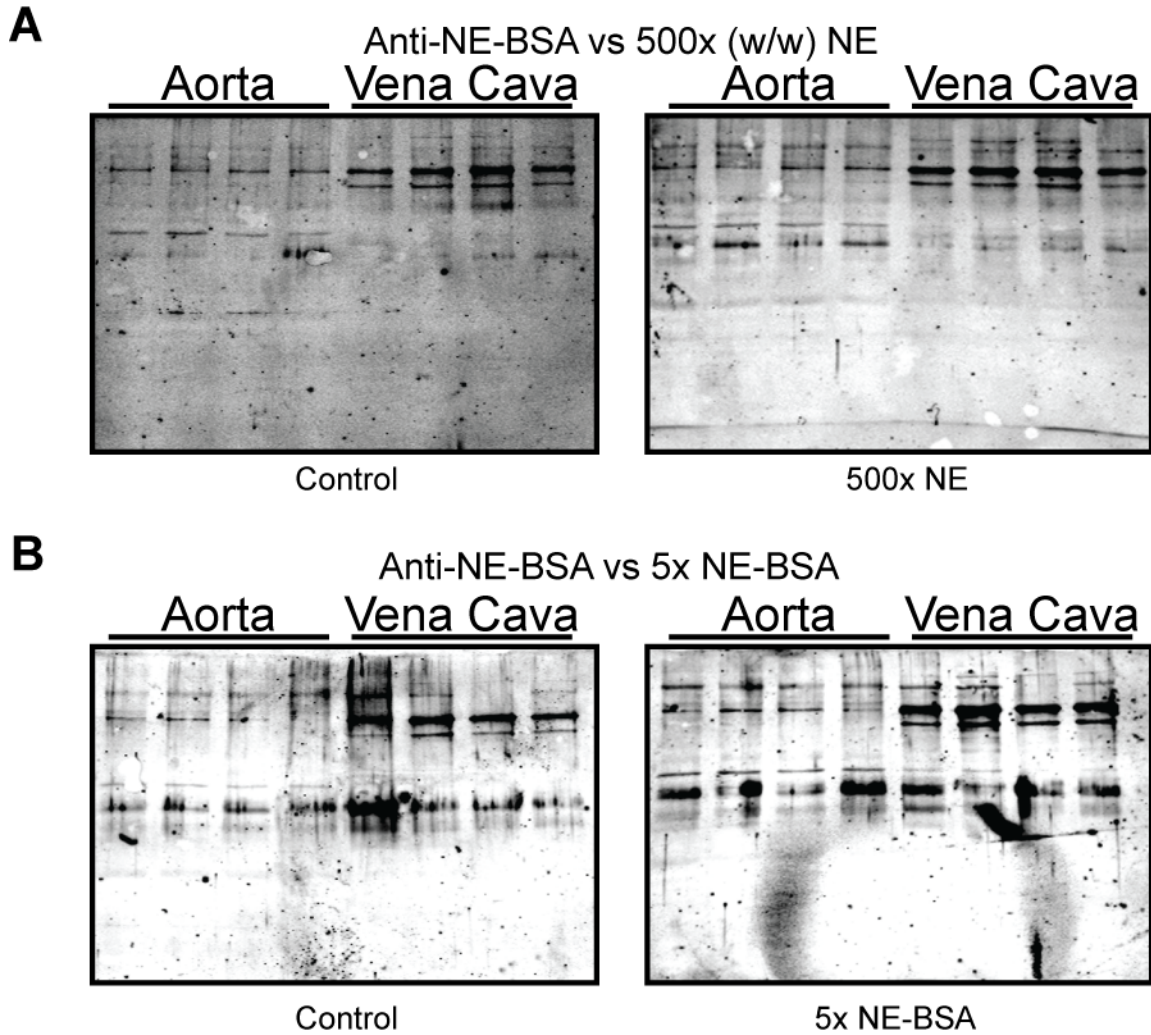 A
Anti-NE-BSA vs 500x (w/w) NE
Aorta Vena Cava Aorta Vena Cava
Control 500x NE
B
Anti-NE-BSA vs 5x NE-BSA
Aorta Vena Cava Aorta Vena Cava
Control 5x NE-BSA